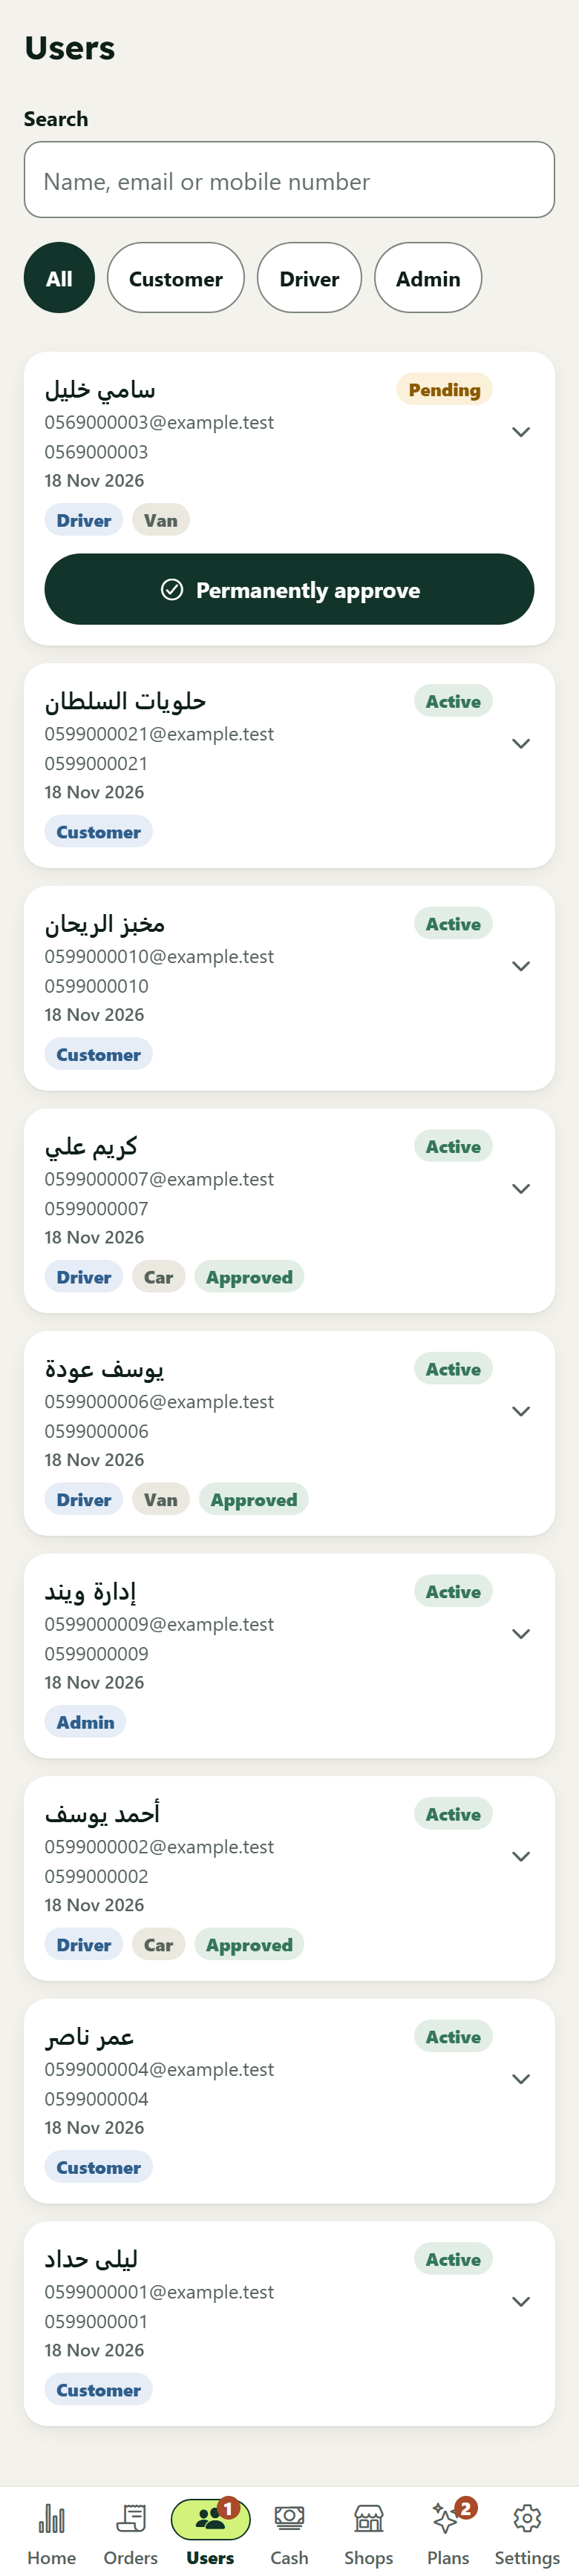 Users
Search
Name, email or mobile number
All Customer Driver Admin
سامي خليل Pending
0569000003@example.test
0569000003
18 Nov 2026
Driver Van
Permanently approve
حلويات السلطان Active
0599000021@example.test
0599000021
18 Nov 2026
Customer
مخبز الريحان Active
0599000010@example.test
0599000010
18 Nov 2026
Customer
كريم علي Active
0599000007@example.test
0599000007
18 Nov 2026
Driver Car Approved
يوسف عودة Active
0599000006@example.test
0599000006
18 Nov 2026
Driver Van Approved
إدارة ويند Active
0599000009@example.test
0599000009
18 Nov 2026
Admin
أحمد يوسف Active
0599000002@example.test
0599000002
18 Nov 2026
Driver Car Approved
عمر ناصر Active
0599000004@example.test
0599000004
18 Nov 2026
Customer
ليلى حداد Active
0599000001@example.test
0599000001
18 Nov 2026
Customer
1 2
Home Orders Users Cash Shops Plans Settings